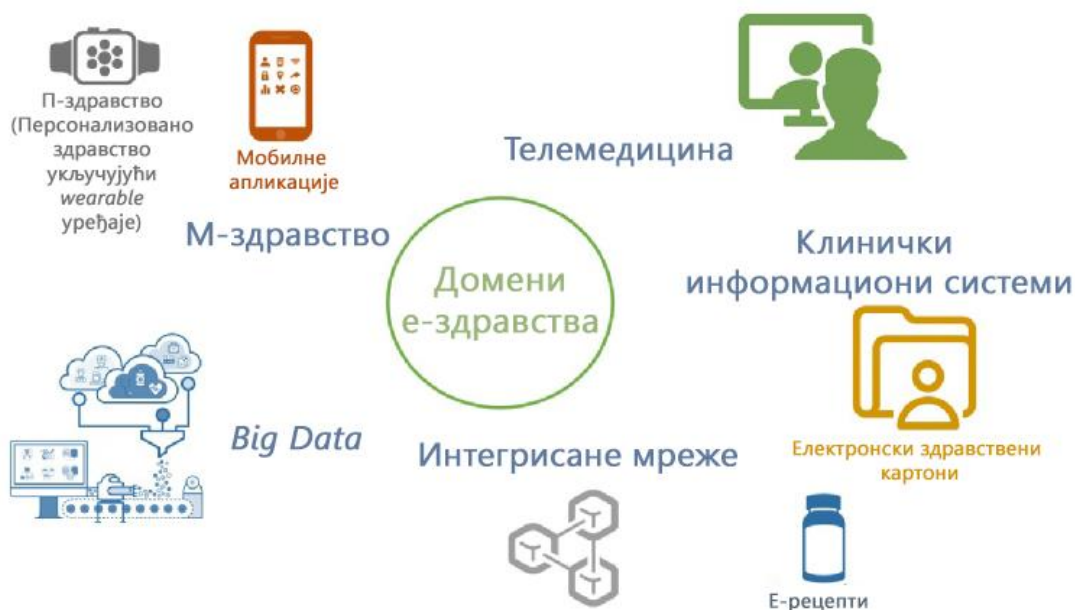 П-здравство
(Персонализовано
здравство
укључујући
wearable
уређаје)
Мобилне
апликације
М-здравство
Телемедицина
Домени
е-здравства
Клинички
информациони системи
Електронски здравствени
картони
Big Data
Интегрисане мреже
Е-рецепти